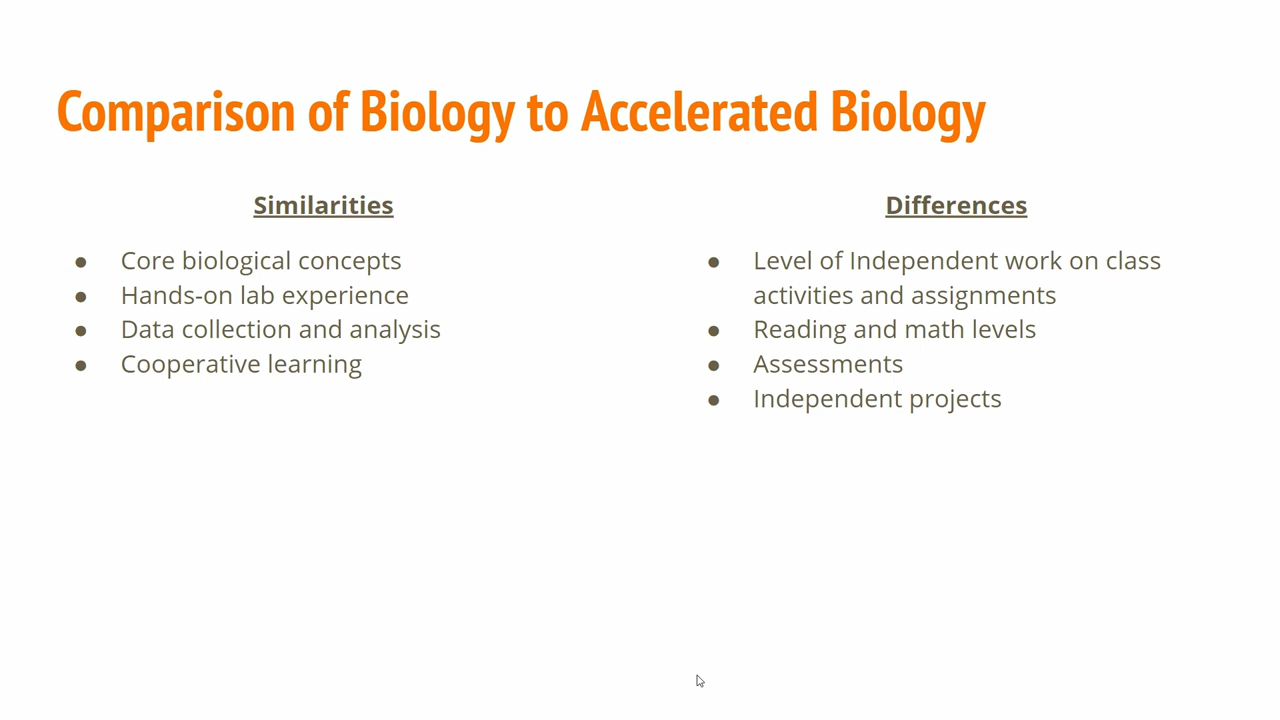 Comparison of Biology to Accelerated Biology
Similarities
● Core biological concepts
● Hands-on lab experience
● Data collection and analysis
● Cooperative learning
Differences
● Level of Independent work on class
activities and assignments
● Reading and math levels
● Assessments
● Independent projects